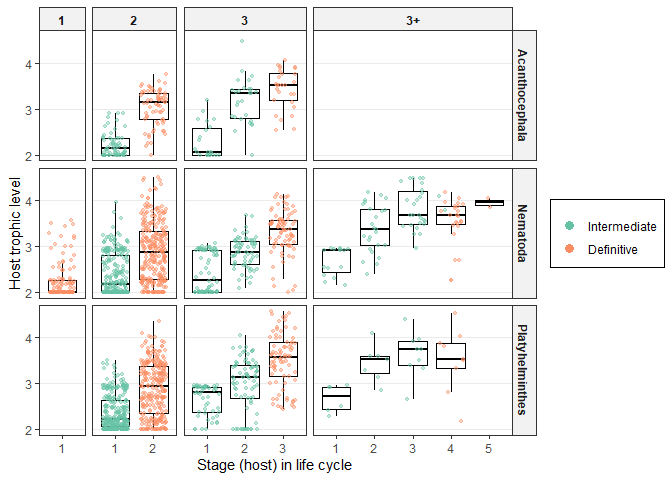 1 2 3 3+
4
3
2
Acanthocephala
Host trophic level
4
3
2
Nematoda
4
3
2
Platyhelminthes
1 1 2 1 2 3 1 2 3 4 5
Stage (host) in life cycle
Intermediate
Definitive